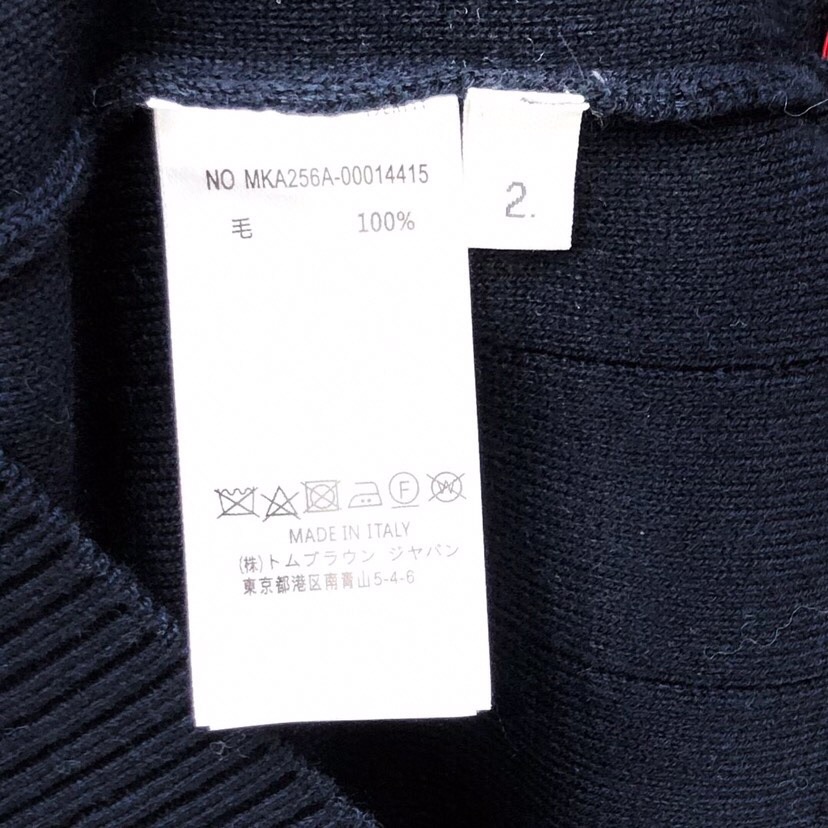 NO MKA256A-00014415
毛 100%
2.
F W
MADE IN ITALY
(株)トムブラウン ジャパン
東京都港区南青山5-4-6